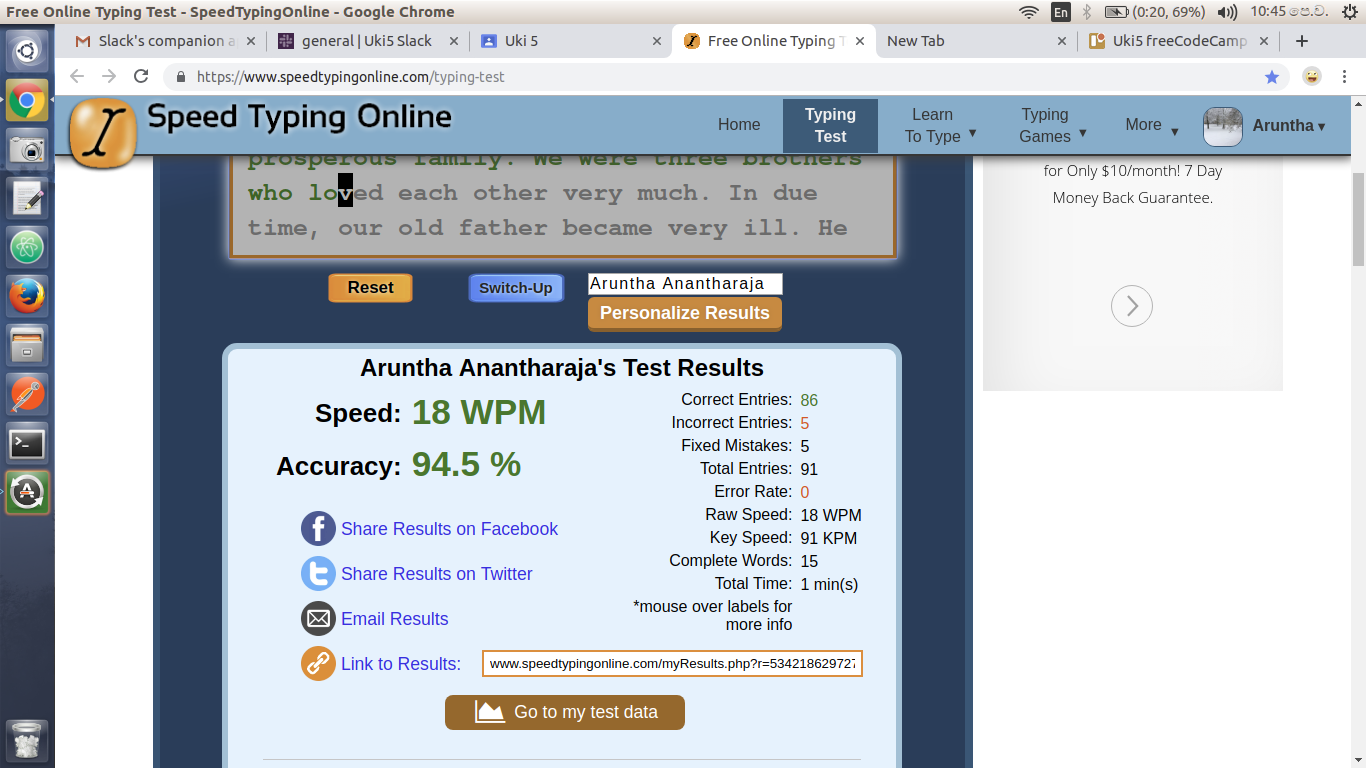 Free Online Typing Test - SpeedTypingOnline - Google Chrome
En
(0:20, 69%)
10:45 පෙ.ව.
Slack's companion a
general | Uki5 Slack
Uki 5
Free Online Typing T
New Tab
Uki5 freeCodeCamp
https://www.speedtypingonline.com/typing-test
Speed Typing Online
Home
Typing
Test
Learn
To Type ▼
Typing
Games ▼
More ▼
Aruntha ▾
prosperous family. We were three brothers
who loved each other very much. In due
time, our old father became very ill. He
for Only $10/month! 7 Day
Money Back Guarantee.
Reset
Switch-Up
Aruntha Anantharaja
Personalize Results
Aruntha Anantharaja's Test Results
Speed: 18 WPM
Accuracy: 94.5 %
Correct Entries: 86
Incorrect Entries: 5
Fixed Mistakes: 5
Total Entries: 91
Error Rate: 0
Raw Speed: 18 WPM
Key Speed: 91 KPM
Complete Words: 15
Total Time: 1 min(s)
*mouse over labels for
more info
Share Results on Facebook
Share Results on Twitter
Email Results
Link to Results:
www.speedtypingonline.com/myResults.php?r=534218629727
Go to my test data